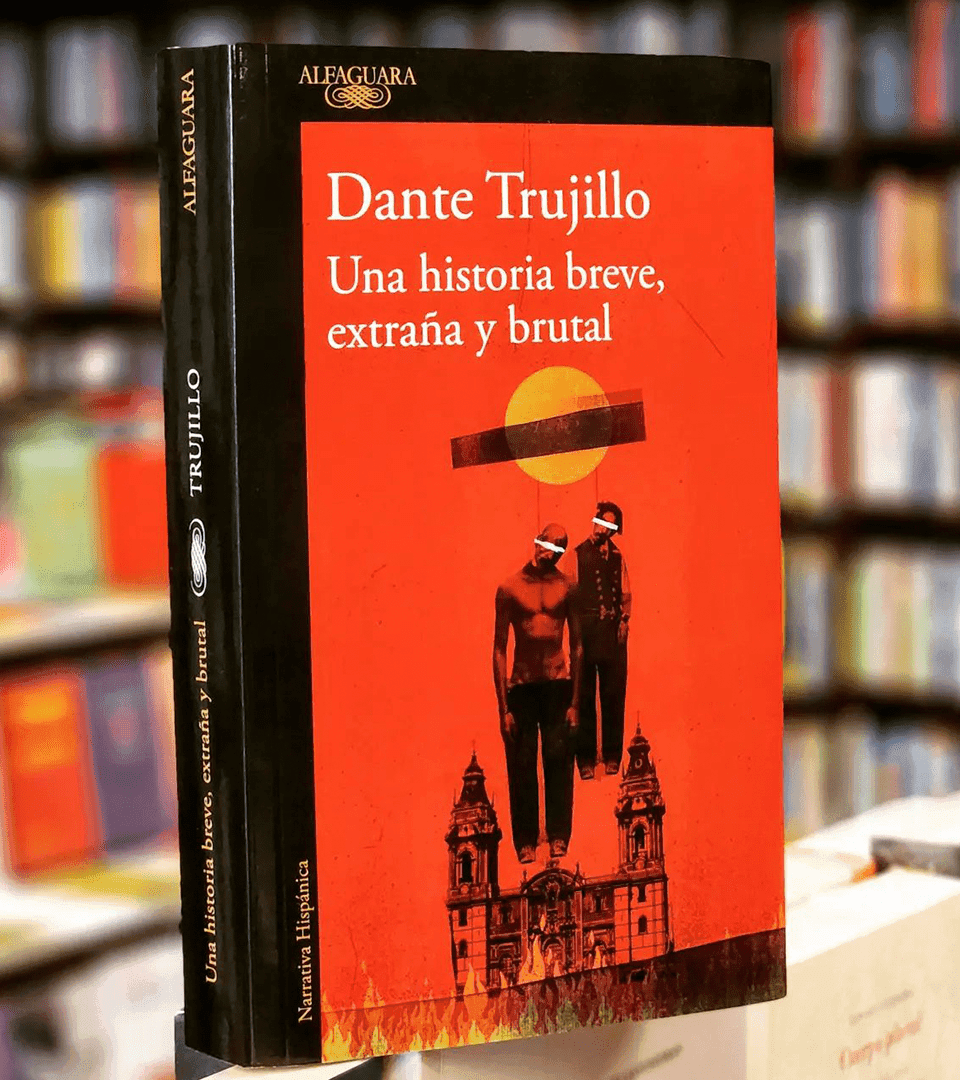 ALFAGUARA
Dante Trujillo
Una historia breve,
extraña y brutal
Narrativa Hispánica
ALFAGUARA
TRUJILLO
Una historia breve, extraña y brutal